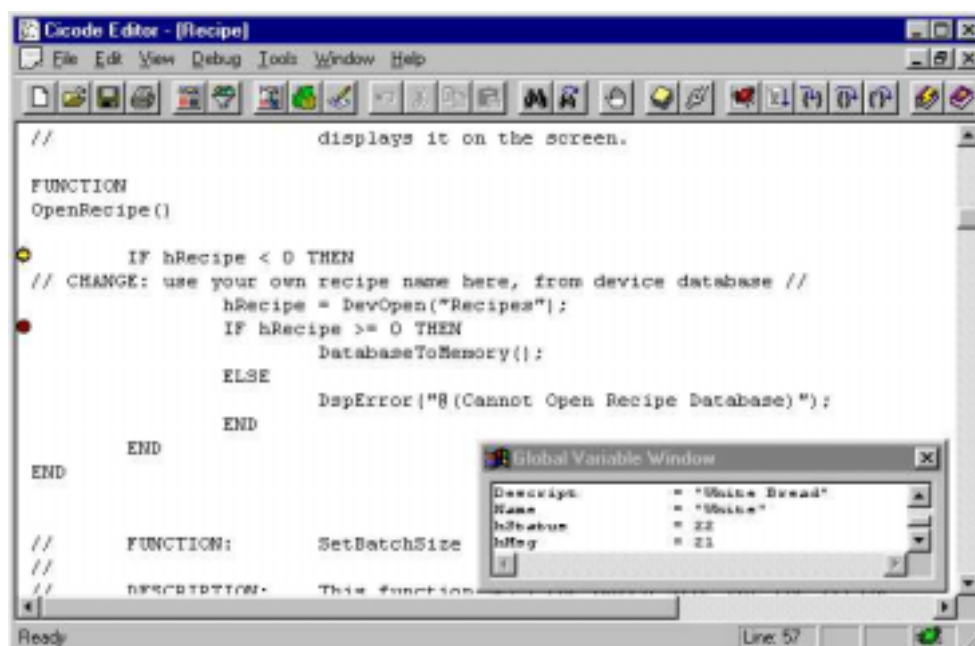 Cicode Editor - [Recipe]
File Edit View Debug Tools Window Help
// displays it on the screen.
FUNCTION
OpenRecipe()
IF hRecipe < 0 THEN
// CHANGE: use your own recipe name here, from device database //
hRecipe = DevOpen("Recipes");
IF hRecipe >= 0 THEN
DatabaseToMemory();
ELSE
DspError("@(Cannot Open Recipe Database)");
END
END
END
Global Variable Window
Descript = "White Bread"
Name = "White"
hStatus = 22
hMsg = 21
// FUNCTION: SetBatchSize
//
// DESCRIPTION: This function
Ready
Line: 57